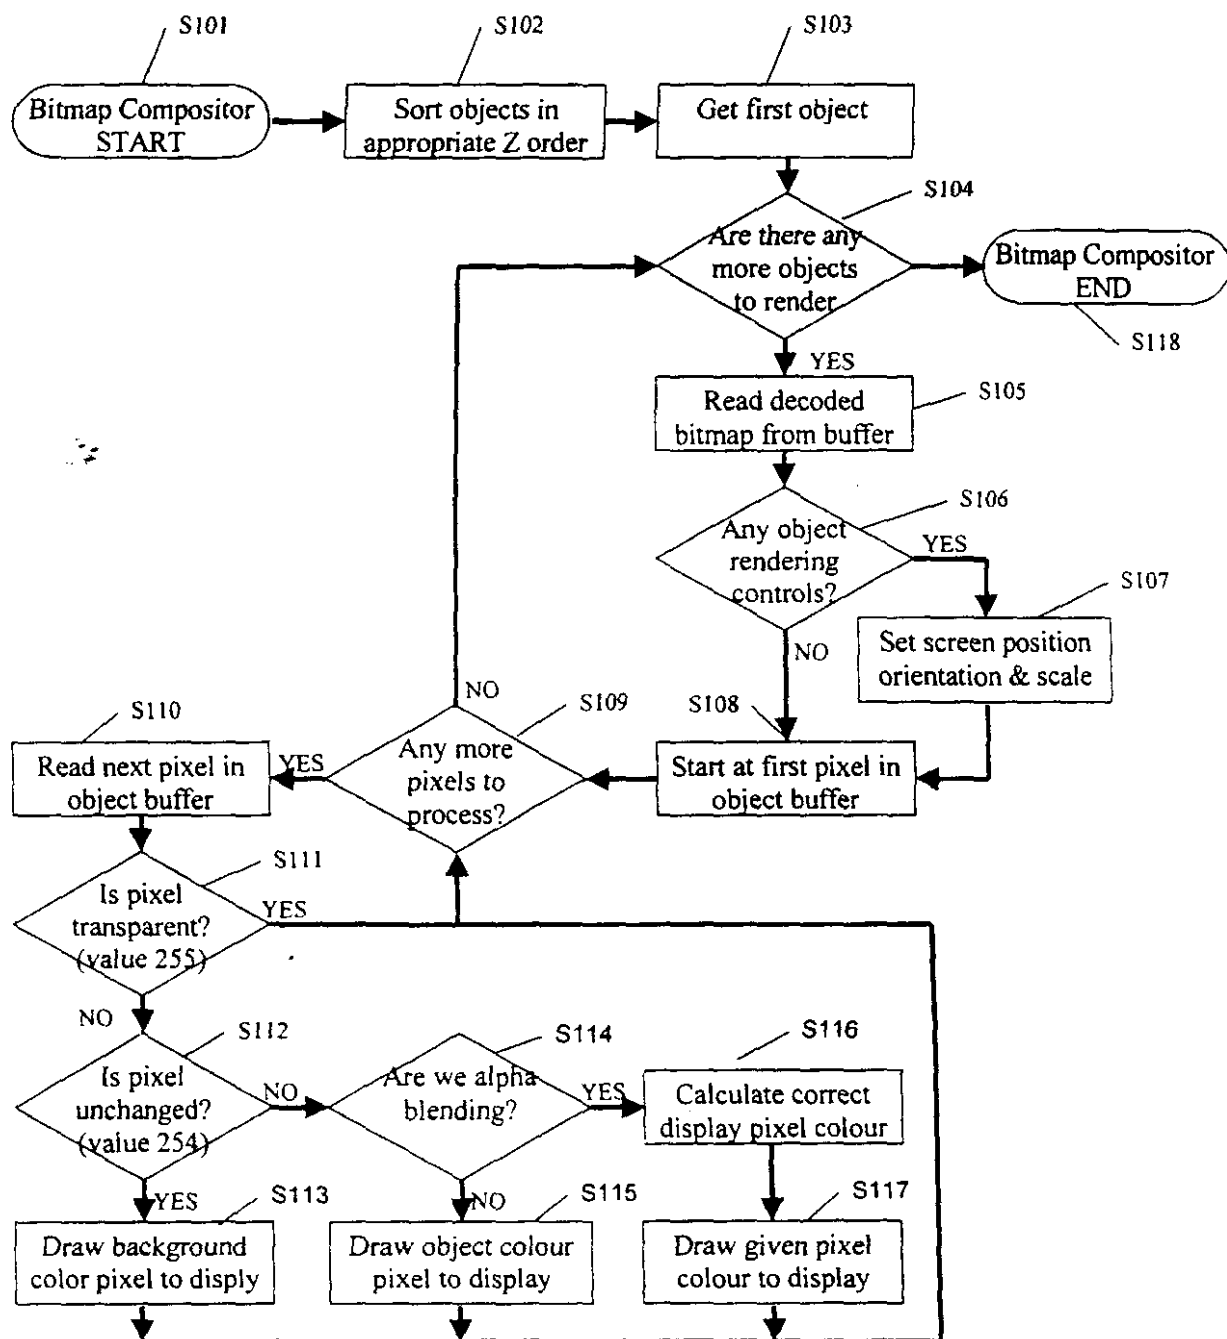 S101
S102
S103
Bitmap Compositor
START
Sort objects in
appropriate Z order
Get first object
S104
Are there any
more objects
to render
Bitmap Compositor
END
S118
YES
Read decoded
bitmap from buffer
S105
S106
Any object
rendering
controls?
YES
S107
NO
Set screen position
orientation & scale
S108
NO
S109
S110
Any more
pixels to
process?
YES
Read next pixel in
object buffer
Start at first pixel in
object buffer
S111
Is pixel
transparent?
(value 255)
YES
NO
S112
S114
S116
Is pixel
unchanged?
(value 254)
NO
Are we alpha
blending?
YES
Calculate correct
display pixel colour
YES
S113
NO
S115
S117
Draw background
color pixel to disply
Draw object colour
pixel to display
Draw given pixel
colour to display